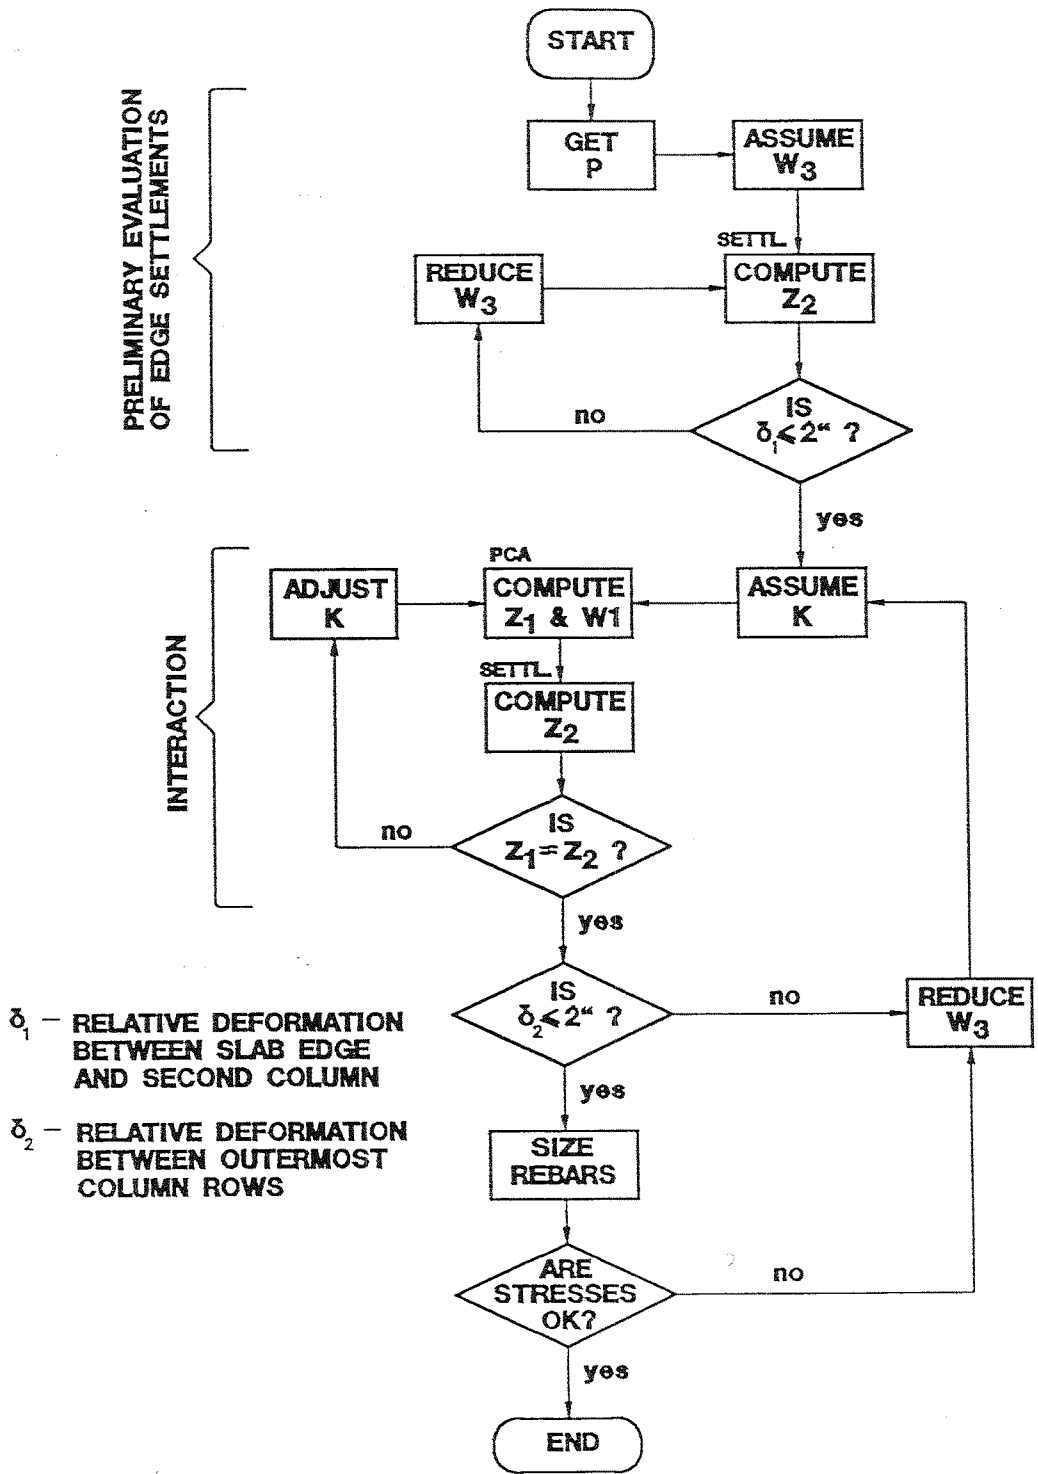 START
GET
P
ASSUME
W3
SETTL.
COMPUTE
Z2
REDUCE
W3
IS
δ1 ≤ 2“ ?
no
yes
PRELIMINARY EVALUATION
OF EDGE SETTLEMENTS
ASSUME
K
PCA
COMPUTE
Z1 & W1
ADJUST
K
SETTL.
COMPUTE
Z2
IS
Z1 = Z2 ?
no
yes
INTERACTION
IS
δ2 ≤ 2“ ?
no
REDUCE
W3
yes
δ1 – RELATIVE DEFORMATION
BETWEEN SLAB EDGE
AND SECOND COLUMN
δ2 – RELATIVE DEFORMATION
BETWEEN OUTERMOST
COLUMN ROWS
SIZE
REBARS
ARE
STRESSES
OK?
no
yes
END